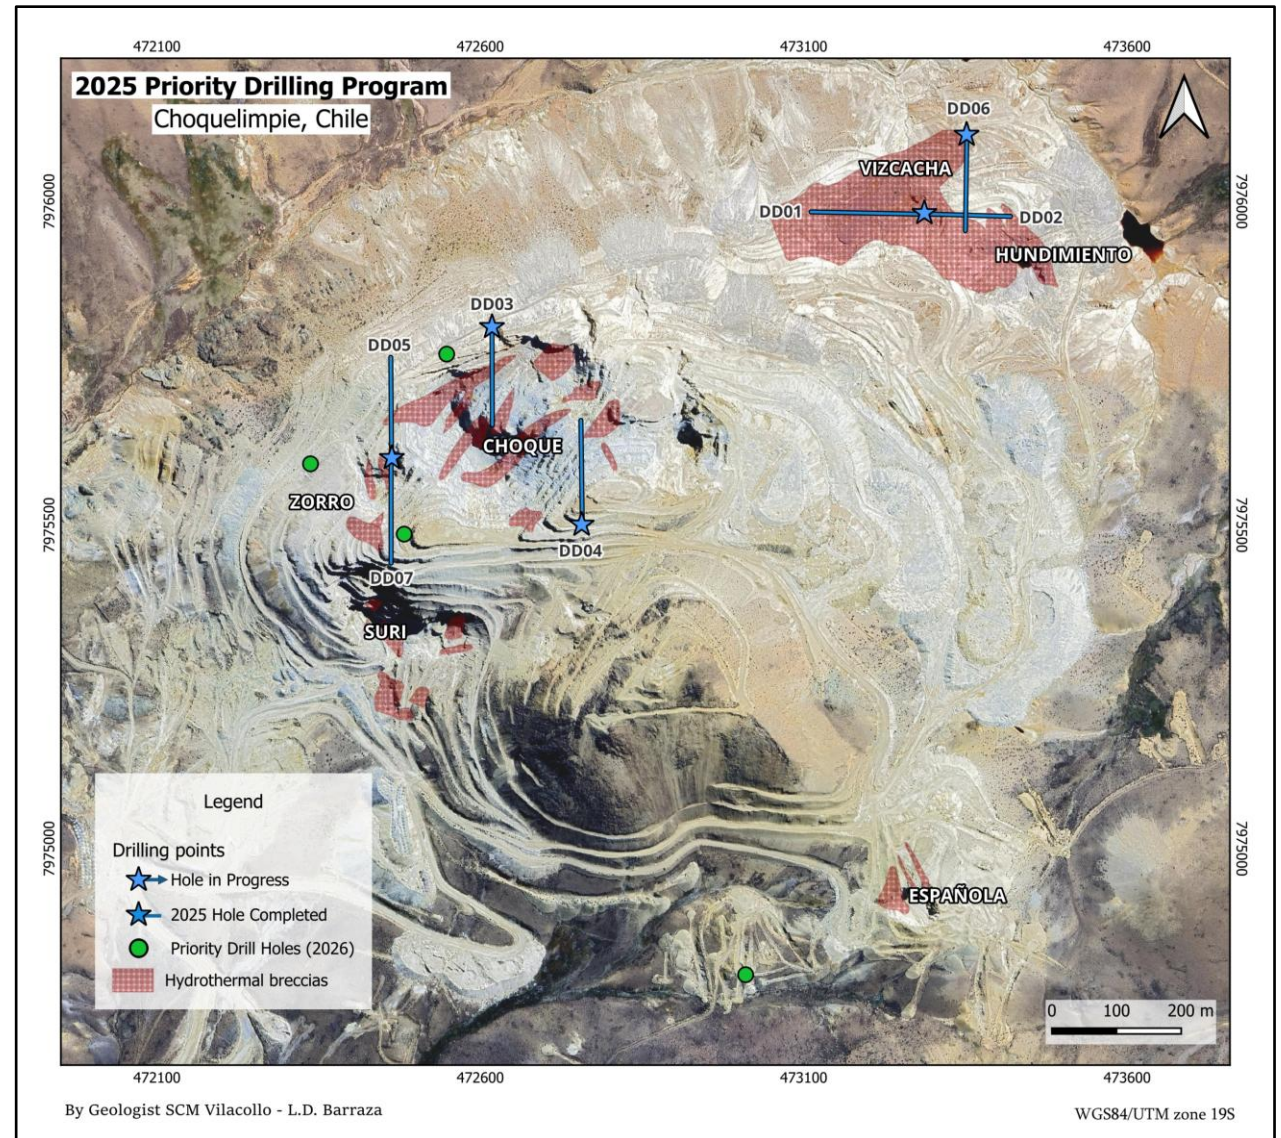 472100 472600 473100 473600
2025 Priority Drilling Program
Choquelimpie, Chile
DD06
VIZCACHA
7976000
7976000
DD01
DD02
HUNDIMIENTO
DD03
DD05
CHOQUE
ZORRO
7975500
7975500
DD04
DD07
SURI
Legend
Drilling points
Hole in Progress
2025 Hole Completed
Priority Drill Holes (2026)
Hydrothermal breccias
7975000
7975000
ESPAÑOLA
0 100 200 m
472100 472600 473100 473600
By Geologist SCM Vilacollo - L.D. Barraza
WGS84/UTM zone 19S